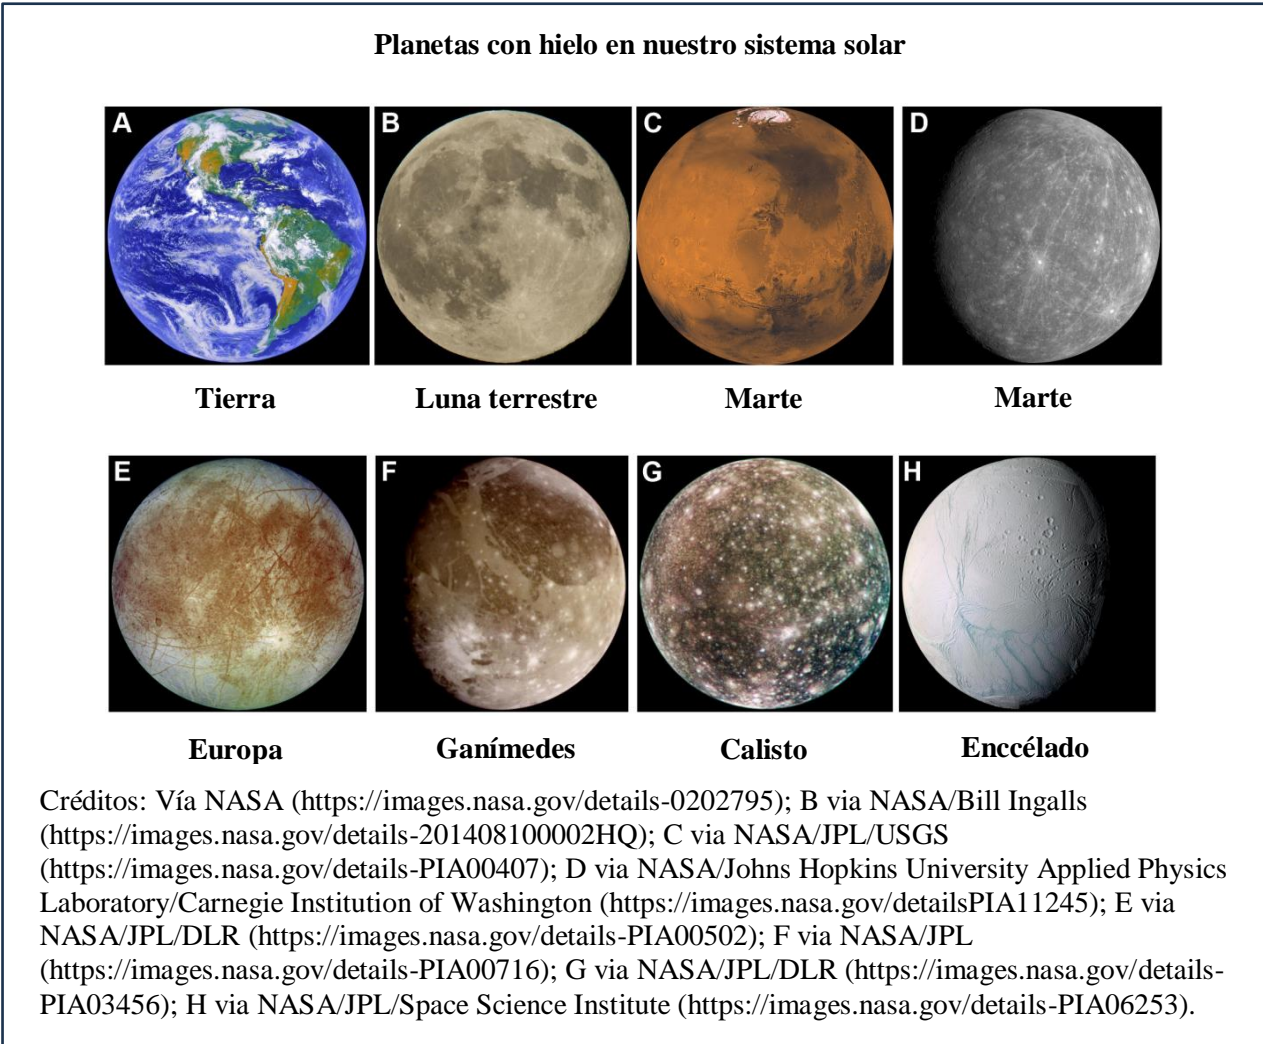 Planetas con hielo en nuestro sistema solar
A
B
C
D
Tierra
Luna terrestre
Marte
Marte
E
F
G
H
Europa
Ganímedes
Calisto
Enccélado
Créditos: Vía NASA (https://images.nasa.gov/details-0202795); B via NASA/Bill Ingalls
(https://images.nasa.gov/details-201408100002HQ); C via NASA/JPL/USGS
(https://images.nasa.gov/details-PIA00407); D via NASA/Johns Hopkins University Applied Physics
Laboratory/Carnegie Institution of Washington (https://images.nasa.gov/detailsPIA11245); E via
NASA/JPL/DLR (https://images.nasa.gov/details-PIA00502); F via NASA/JPL
(https://images.nasa.gov/details-PIA00716); G via NASA/JPL/DLR (https://images.nasa.gov/details-
PIA03456); H via NASA/JPL/Space Science Institute (https://images.nasa.gov/details-PIA06253).